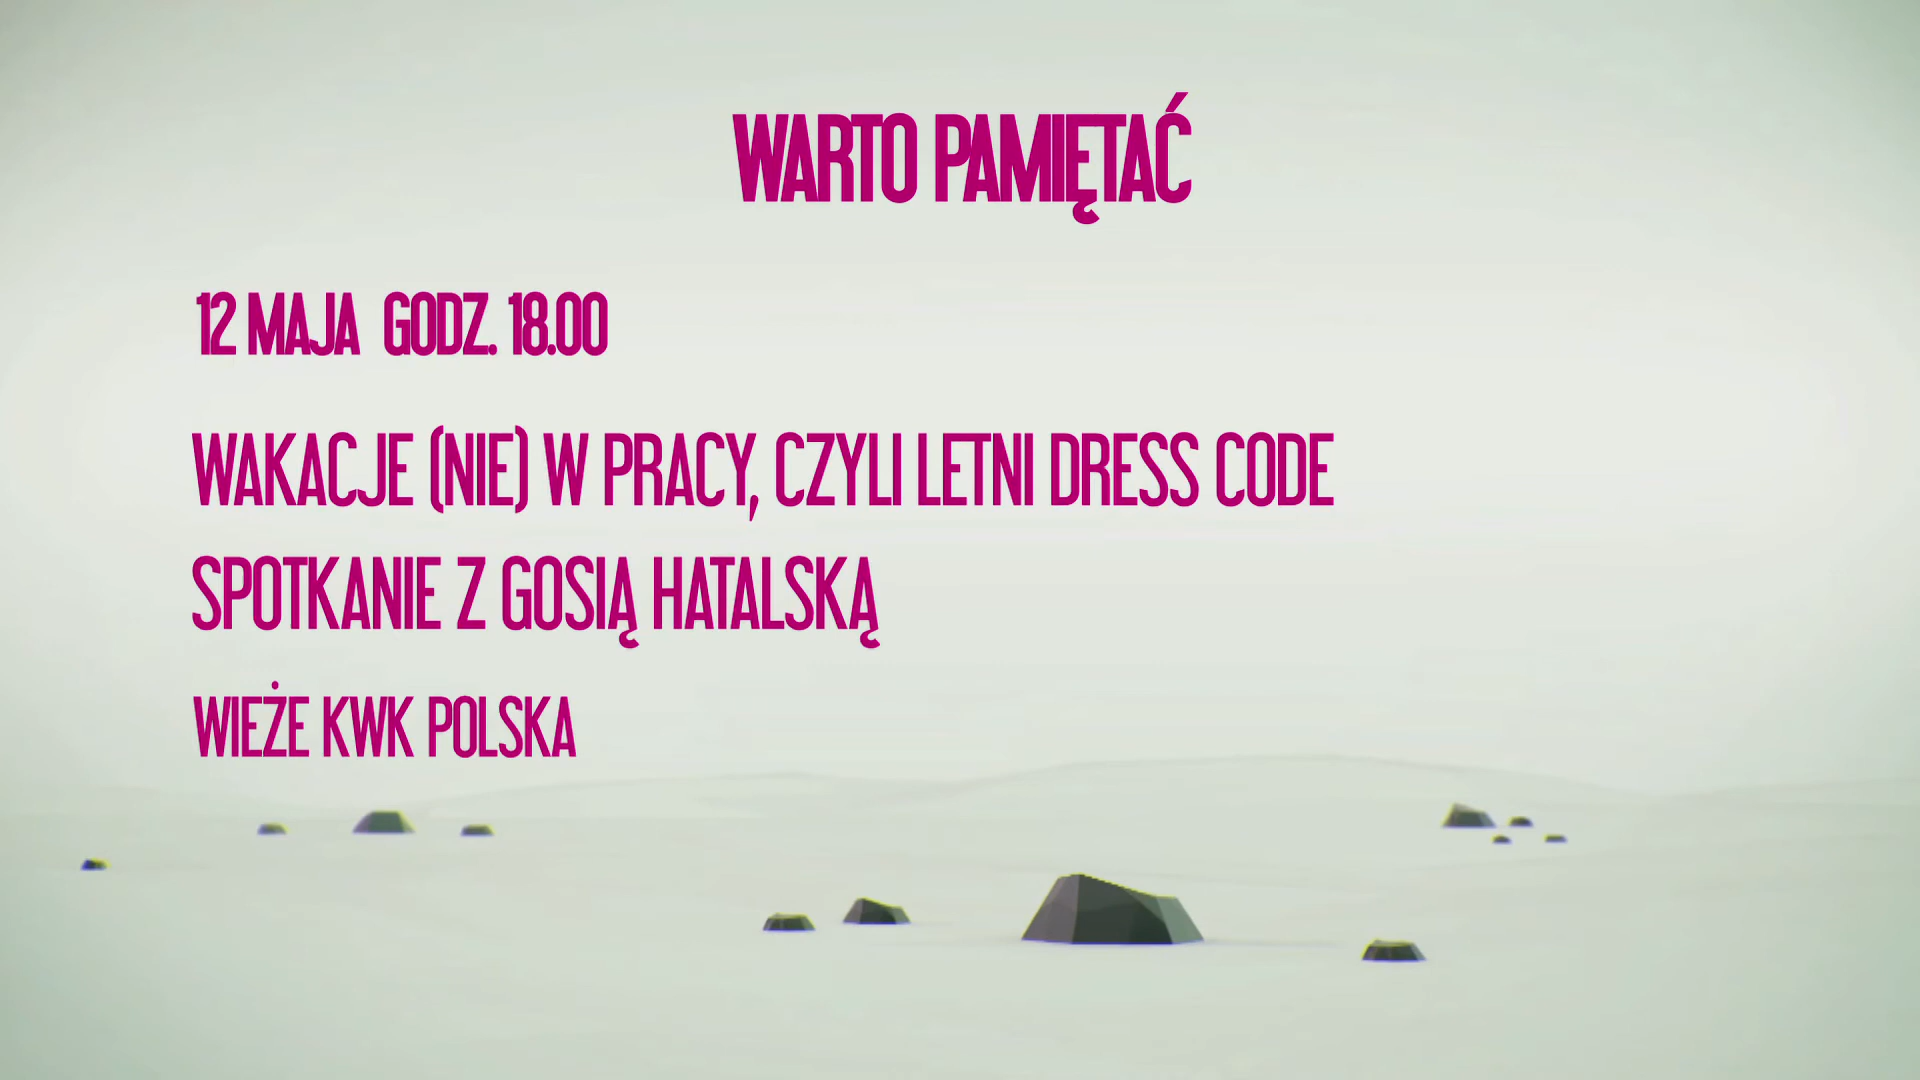 WARTO PAMIĘTAĆ
12 MAJA GODZ. 18.00
WAKACJE (NIE) W PRACY, CZYLI LETNI DRESS CODE
SPOTKANIE Z GOSIĄ HATALSKĄ
WIEŻE KWK POLSKA